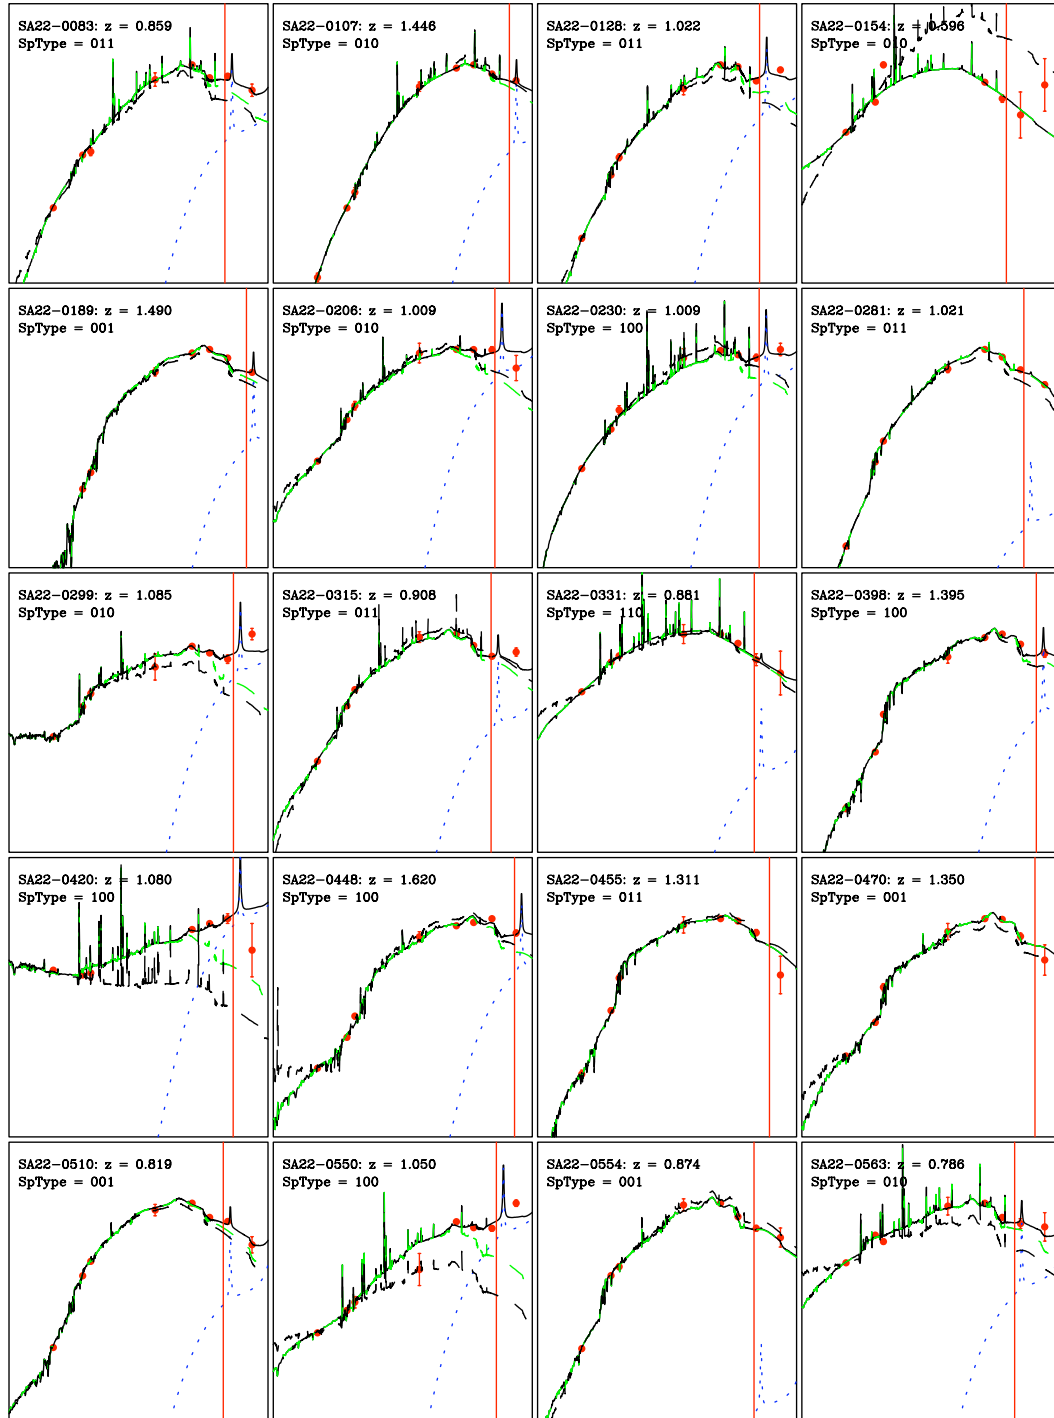 SA22-0083: z = 0.859
SpType = 011
SA22-0107: z = 1.446
SpType = 010
SA22-0128: z = 1.022
SpType = 011
SA22-0154: z = 0.596
SpType = 010
SA22-0189: z = 1.490
SpType = 001
SA22-0206: z = 1.009
SpType = 010
SA22-0230: z = 1.009
SpType = 100
SA22-0281: z = 1.021
SpType = 011
SA22-0299: z = 1.085
SpType = 010
SA22-0315: z = 0.908
SpType = 011
SA22-0331: z = 0.881
SpType = 110
SA22-0398: z = 1.395
SpType = 100
SA22-0420: z = 1.080
SpType = 100
SA22-0448: z = 1.620
SpType = 100
SA22-0455: z = 1.311
SpType = 011
SA22-0470: z = 1.350
SpType = 001
SA22-0510: z = 0.819
SpType = 001
SA22-0550: z = 1.050
SpType = 100
SA22-0554: z = 0.874
SpType = 001
SA22-0563: z = 0.786
SpType = 010